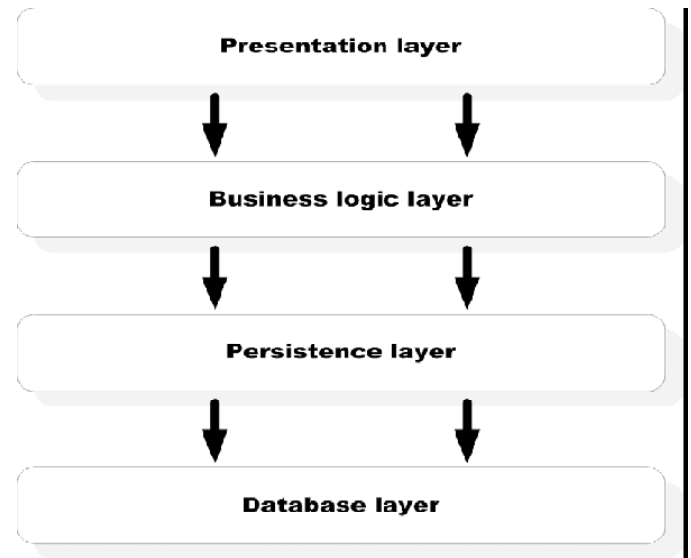 Presentation layer
Business logic layer
Persistence layer
Database layer